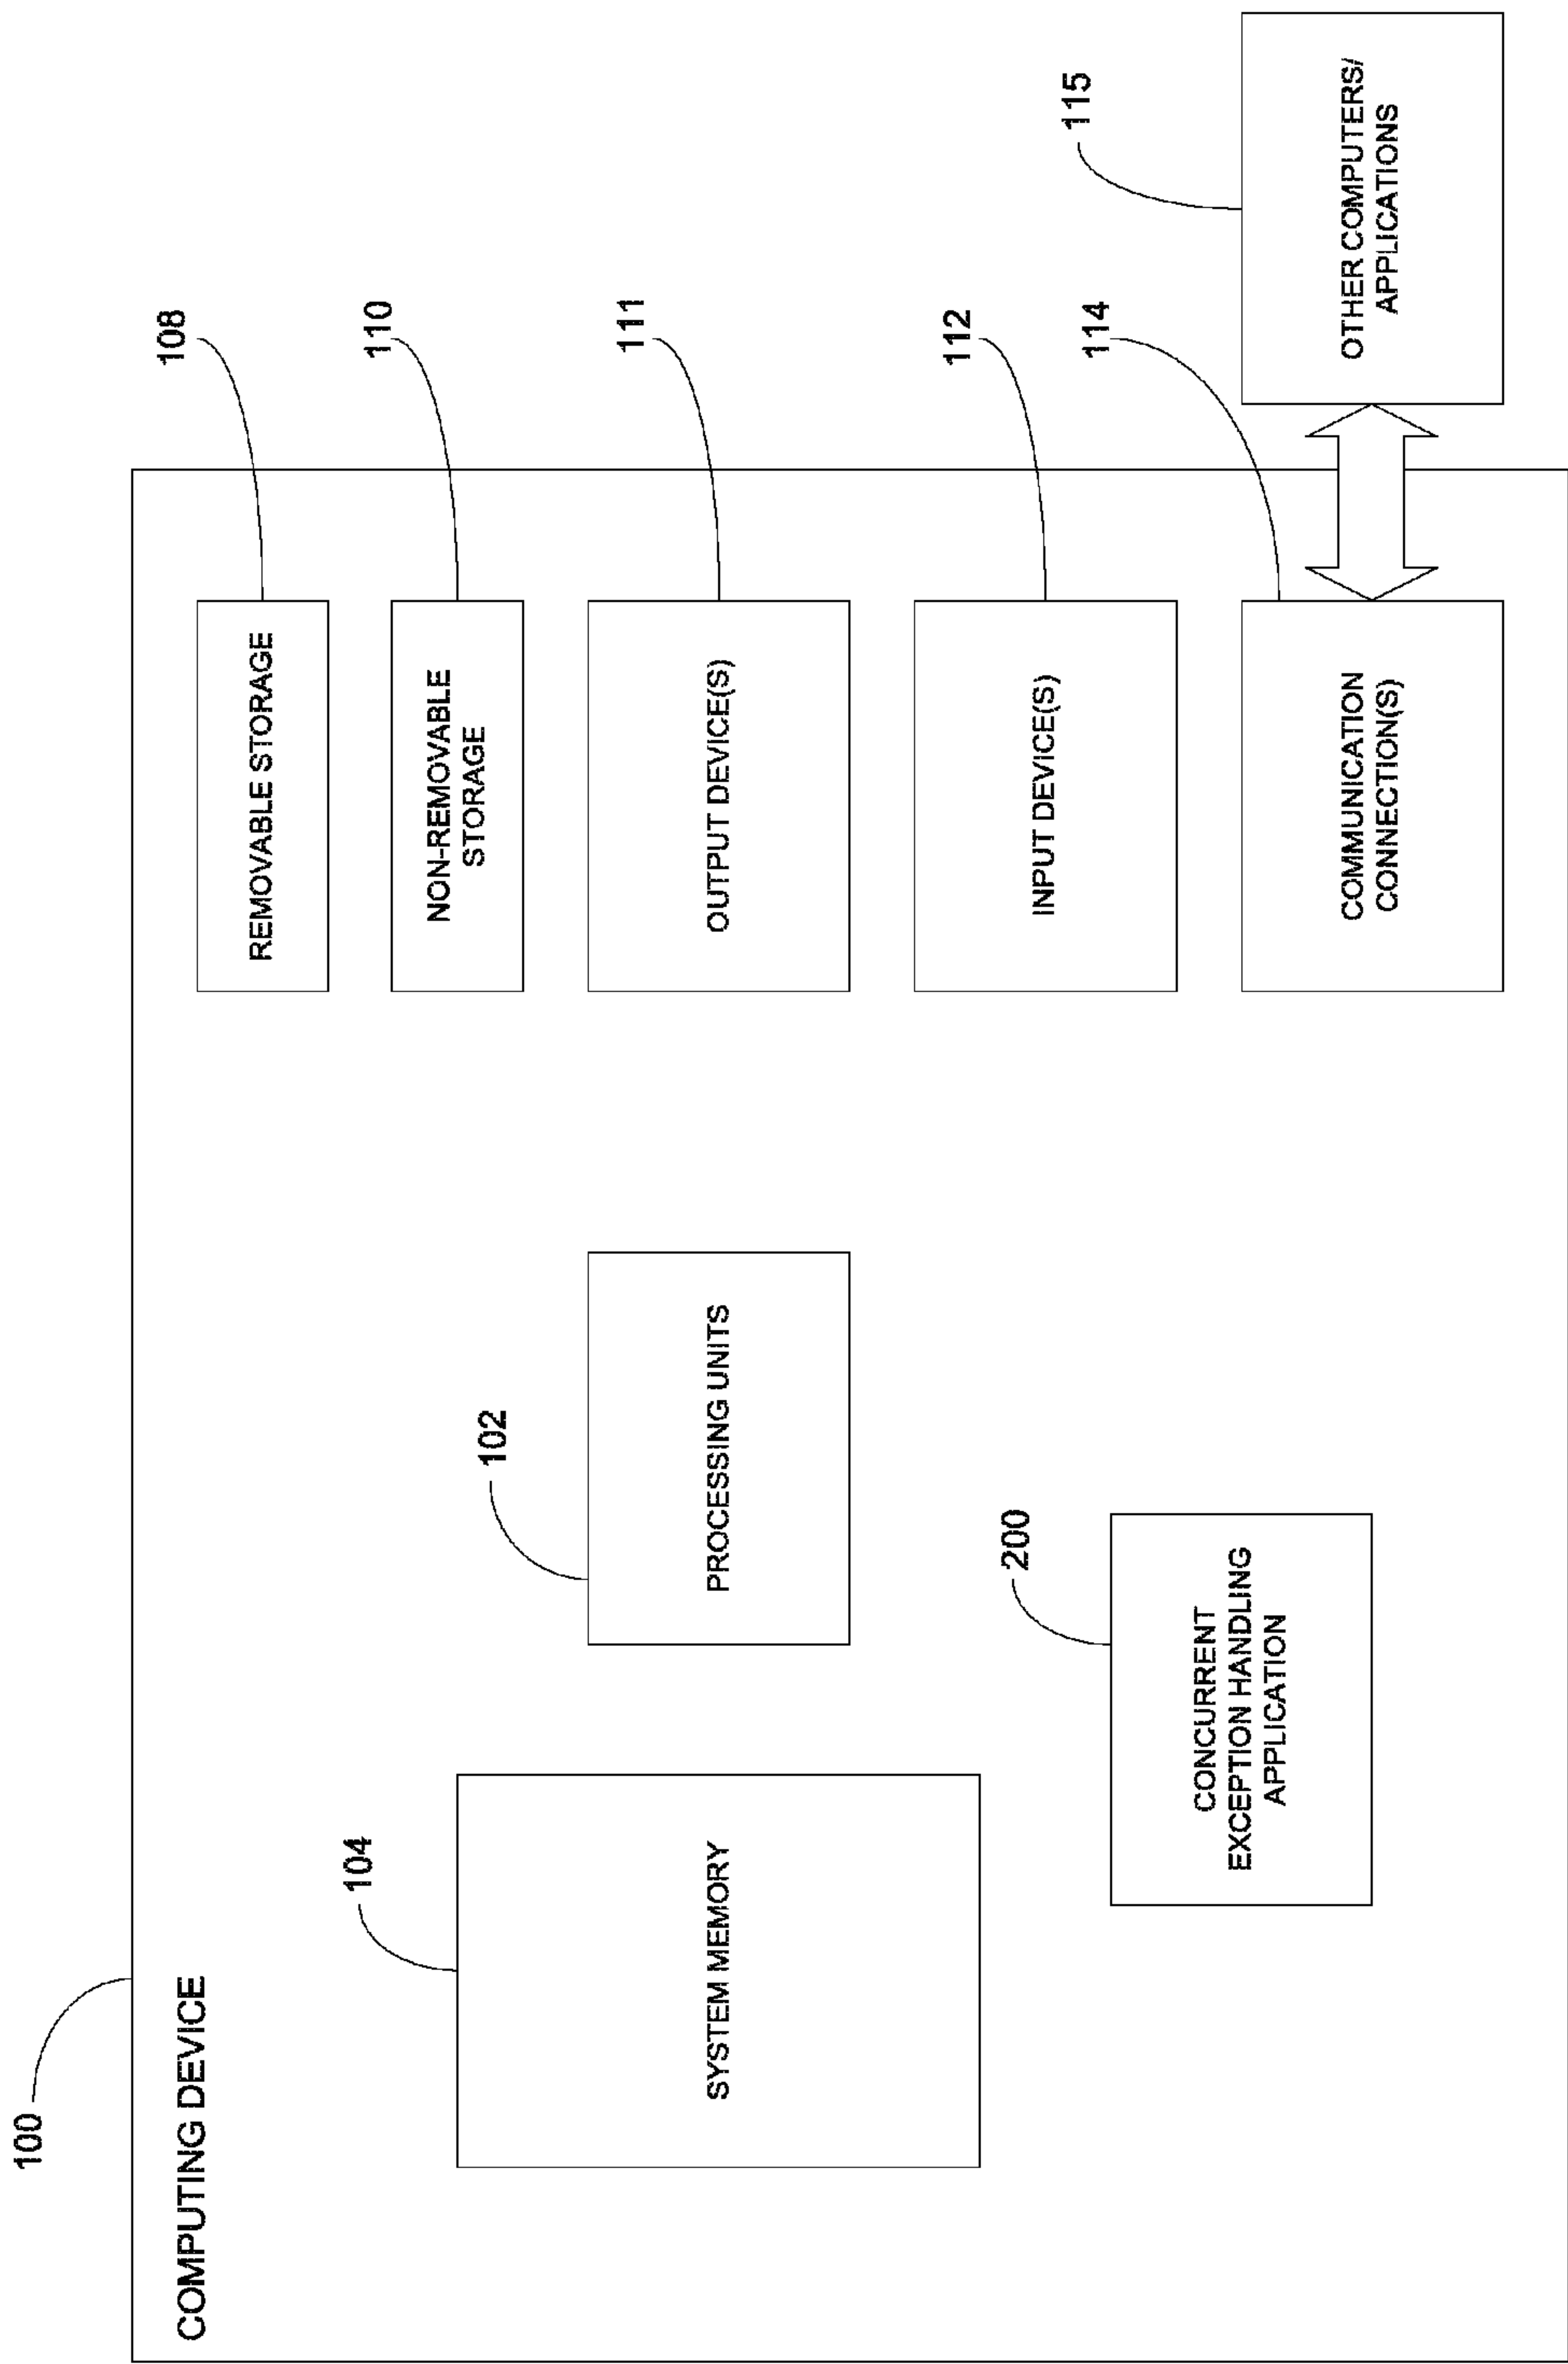 100
COMPUTING DEVICE
104
SYSTEM MEMORY
102
PROCESSING UNITS
200
CONCURRENT
EXCEPTION HANDLING
APPLICATION
108
REMOVABLE STORAGE
110
NON-REMOVABLE
STORAGE
111
OUTPUT DEVICE(S)
112
INPUT DEVICE(S)
114
COMMUNICATION
CONNECTION(S)
115
OTHER COMPUTERS/
APPLICATIONS